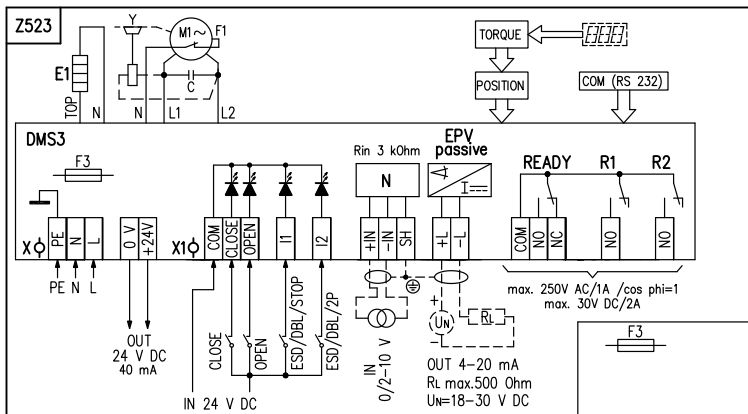 Z523
Y
M1~
F1
TORQUE
E1
C
POSITION
COM (RS 232)
TOP
N
N
L1
L2
DMS3
F3
Rin 3 kOhm
N
EPV
passive
I
READY
R1
R2
X
PE
N
L
0 V
+24V
X1
COM
CLOSE
OPEN
I1
I2
+IN
-IN
SH
+L
-L
COM
NO
NC
NO
NO
PE N L
OUT
24 V DC
40 mA
CLOSE
OPEN
ESD/DBL/STOP
ESD/DBL/2P
IN 24 V DC
IN
0/2-10 V
+
UN
-
RL
OUT 4-20 mA
RL max.500 Ohm
UN=18-30 V DC
max. 250V AC/1A /cos phi=1
max. 30V DC/2A
F3